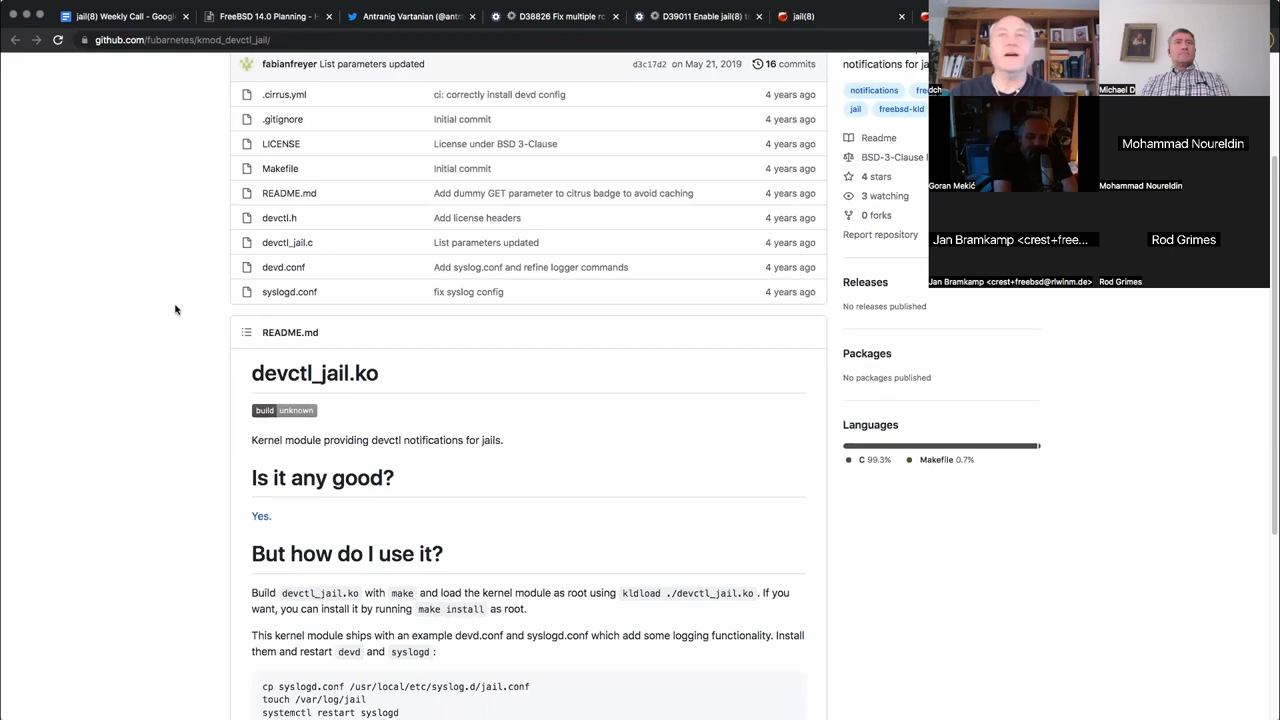 jail(8) Weekly Call - Google
FreeBSD 14.0 Planning - H
Antranig Vartanian (@antra
D38826 Fix multiple ro
D39011 Enable jail(8) to
jail(8)
github.com/fubarnetes/kmod_devctl_jail/
fabianfreyer List parameters updated
d3c17d2 on May 21, 2019
16 commits
.cirrus.yml ci: correctly install devd config 4 years ago
.gitignore Initial commit 4 years ago
LICENSE License under BSD 3-Clause 4 years ago
Makefile Initial commit 4 years ago
README.md Add dummy GET parameter to citrus badge to avoid caching 4 years ago
devctl.h Add license headers 4 years ago
devctl_jail.c List parameters updated 4 years ago
devd.conf Add syslog.conf and refine logger commands 4 years ago
syslogd.conf fix syslog config 4 years ago
README.md
devctl_jail.ko
build unknown
Kernel module providing devctl notifications for jails.
Is it any good?
Yes.
But how do I use it?
Build devctl_jail.ko with make and load the kernel module as root using kldload ./devctl_jail.ko . If you
want, you can install it by running make install as root.
This kernel module ships with an example devd.conf and syslogd.conf which add some logging functionality. Install
them and restart devd and syslogd :
cp syslogd.conf /usr/local/etc/syslog.d/jail.conf
touch /var/log/jail
systemctl restart syslogd
notifications for ja
notifications
jail freebsd-kld
Readme
BSD-3-Clause
4 stars
3 watching
0 forks
Report repository
Releases
No releases published
Packages
No packages published
Languages
C 99.3% Makefile 0.7%
dch
Michael D
Goran Mekić
Mohammad Noureldin
Mohammad Noureldin
Jan Bramkamp <crest+free...
Rod Grimes
Jan Bramkamp <crest+freebsd@rlwinm.de>
Rod Grimes